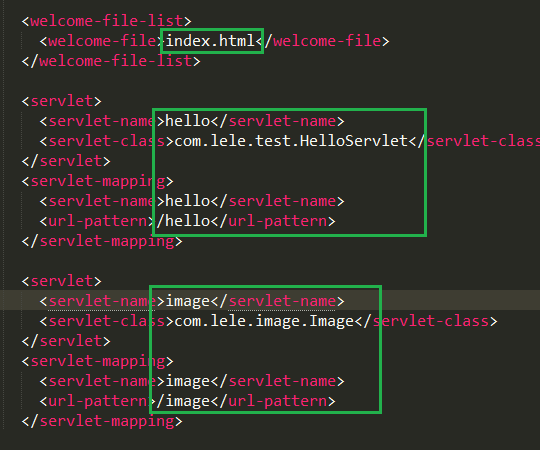 <welcome-file-list>
<welcome-file>index.html</welcome-file>
</welcome-file-list>
<servlet>
<servlet-name>hello</servlet-name>
<servlet-class>com.lele.test.HelloServlet</servlet-class
</servlet>
<servlet-mapping>
<servlet-name>hello</servlet-name>
<url-pattern>/hello</url-pattern>
</servlet-mapping>
<servlet>
<servlet-name>image</servlet-name>
<servlet-class>com.lele.image.Image</servlet-class>
</servlet>
<servlet-mapping>
<servlet-name>image</servlet-name>
<url-pattern>/image</url-pattern>
</servlet-mapping>